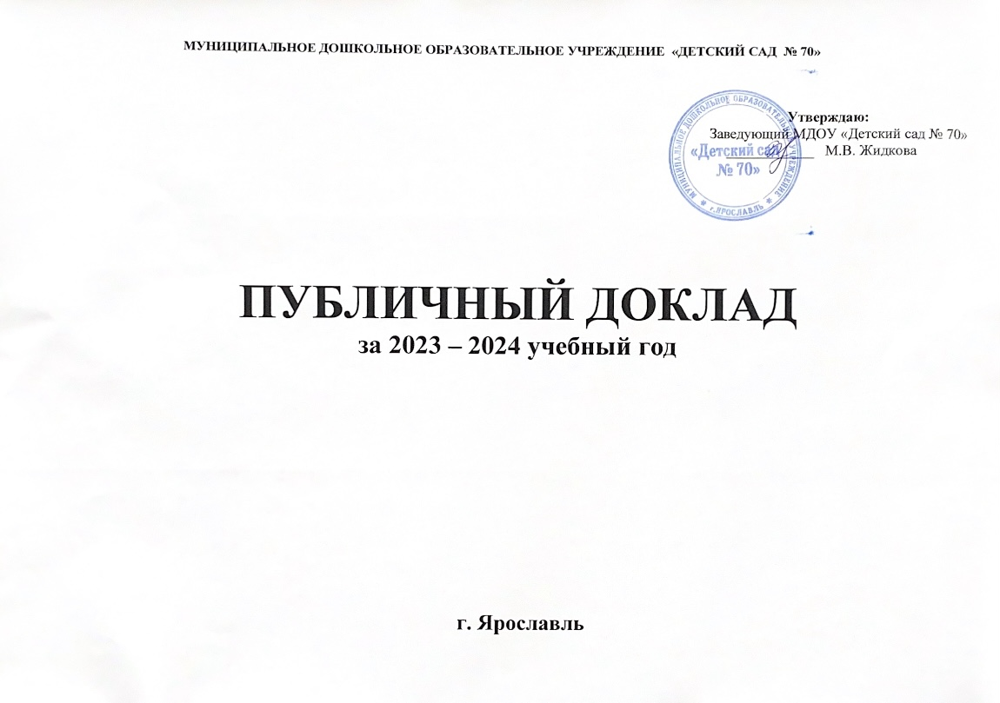 МУНИЦИПАЛЬНОЕ ДОШКОЛЬНОЕ ОБРАЗОВАТЕЛЬНОЕ УЧРЕЖДЕНИЕ «ДЕТСКИЙ САД № 70»
Утверждаю:
Заведующий МДОУ «Детский сад № 70»
М.В. Жидкова
МУНИЦИПАЛЬНОЕ ДОШКОЛЬНОЕ ОБРАЗОВАТЕЛЬНОЕ УЧРЕЖДЕНИЕ
«Детский сад
№ 70»
* г.ЯРОСЛАВЛЬ *
ПУБЛИЧНЫЙ ДОКЛАД
за 2023 – 2024 учебный год
г. Ярославль